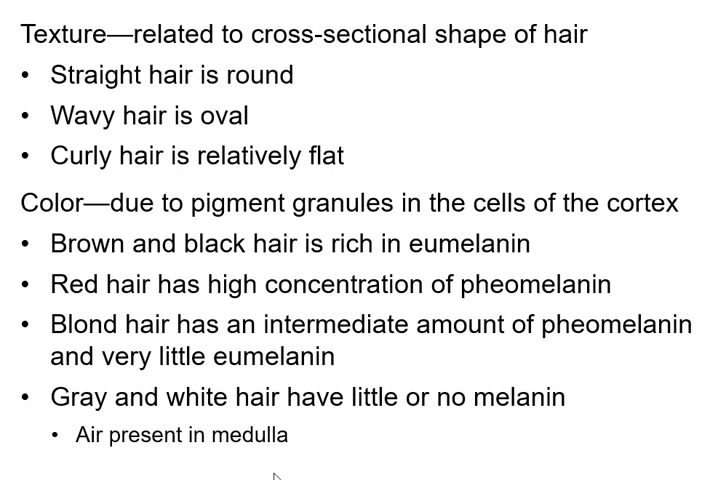 Texture—related to cross-sectional shape of hair
• Straight hair is round
• Wavy hair is oval
• Curly hair is relatively flat
Color—due to pigment granules in the cells of the cortex
• Brown and black hair is rich in eumelanin
• Red hair has high concentration of pheomelanin
• Blond hair has an intermediate amount of pheomelanin
and very little eumelanin
• Gray and white hair have little or no melanin
• Air present in medulla